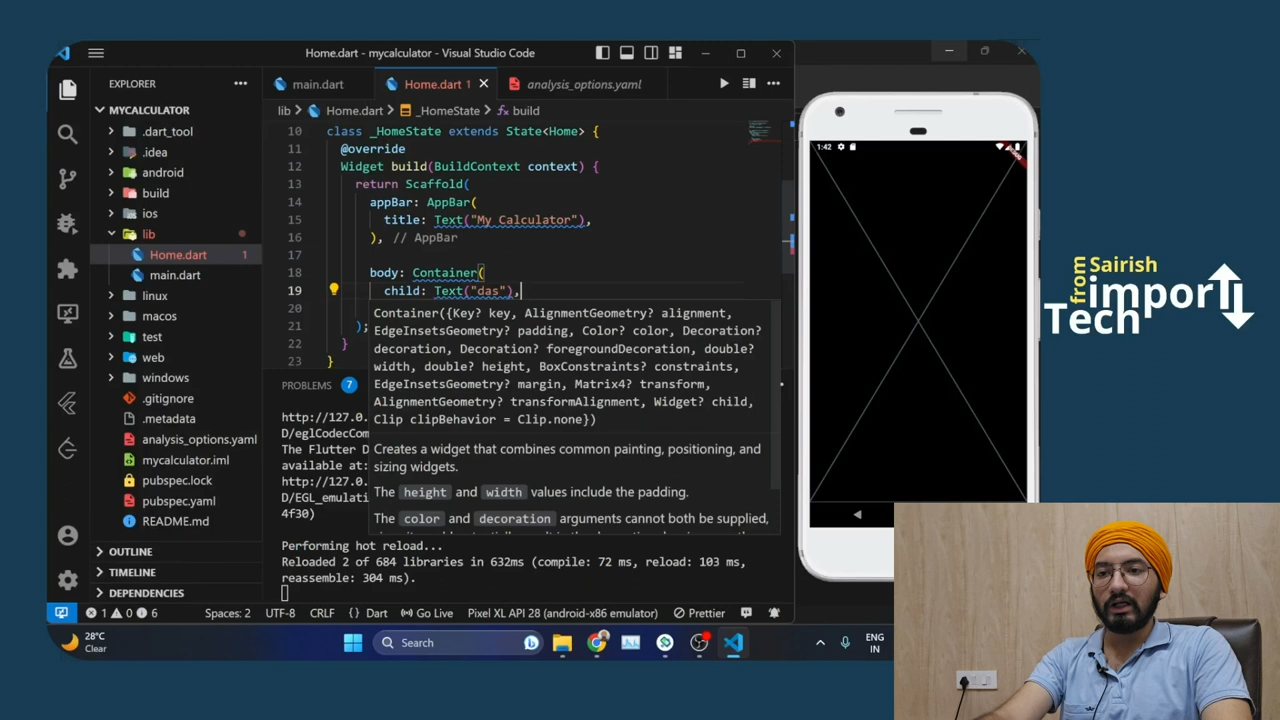 Home.dart - mycalculator - Visual Studio Code
EXPLORER
main.dart
Home.dart 1
analysis_options.yaml
MYCALCULATOR
lib > Home.dart > _HomeState > build
.dart_tool
.idea
android
build
ios
lib
Home.dart 1
main.dart
linux
macos
test
web
windows
.gitignore
.metadata
analysis_options.yaml
mycalculator.iml
pubspec.lock
pubspec.yaml
README.md
OUTLINE
TIMELINE
DEPENDENCIES
10 class _HomeState extends State<Home> {
11 @override
12 Widget build(BuildContext context) {
13 return Scaffold(
14 appBar: AppBar(
15 title: Text("My Calculator"),
16 ), // AppBar
17
18 body: Container(
19 child: Text("das"),
20
21 );
22 }
23 }
Container({Key? key, AlignmentGeometry? alignment,
EdgeInsetsGeometry? padding, Color? color, Decoration?
decoration, Decoration? foregroundDecoration, double?
width, double? height, BoxConstraints? constraints,
EdgeInsetsGeometry? margin, Matrix4? transform,
AlignmentGeometry? transformAlignment, Widget? child,
Clip clipBehavior = Clip.none})
Creates a widget that combines common painting, positioning, and
sizing widgets.
The height and width values include the padding.
The color and decoration arguments cannot both be supplied,
PROBLEMS 7
http://127.0.
D/eglCodecComm
The Flutter D
available at:
http://127.0.
D/EGL_emulati
4f30)
Performing hot reload...
Reloaded 2 of 684 libraries in 632ms (compile: 72 ms, reload: 103 ms,
reassemble: 304 ms).
1 0 6
Spaces: 2
UTF-8
CRLF
{ } Dart
Go Live
Pixel XL API 28 (android-x86 emulator)
Prettier
28°C
Clear
Search
ENG
IN
1:42
from
Sairish
import
Tech